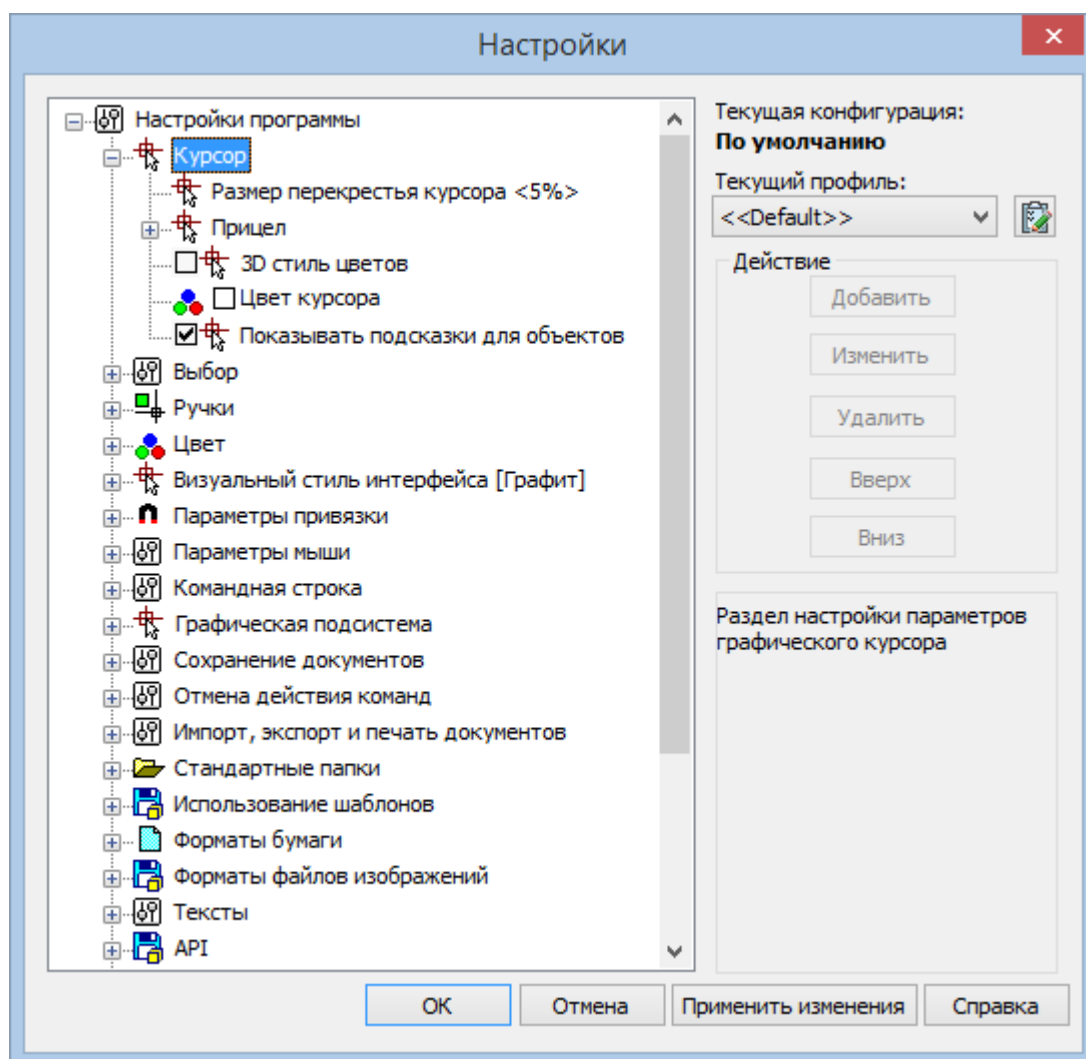 Настройки
Настройки программы
Курсор
Размер перекрестья курсора <5%>
Прицел
3D стиль цветов
Цвет курсора
Показывать подсказки для объектов
Выбор
Ручки
Цвет
Визуальный стиль интерфейса [Графит]
Параметры привязки
Параметры мыши
Командная строка
Графическая подсистема
Сохранение документов
Отмена действия команд
Импорт, экспорт и печать документов
Стандартные папки
Использование шаблонов
Форматы бумаги
Форматы файлов изображений
Тексты
API
Текущая конфигурация:
По умолчанию
Текущий профиль:
<<Default>>
Действие
Добавить
Изменить
Удалить
Вверх
Вниз
Раздел настройки параметров
графического курсора
ОК
Отмена
Применить изменения
Справка